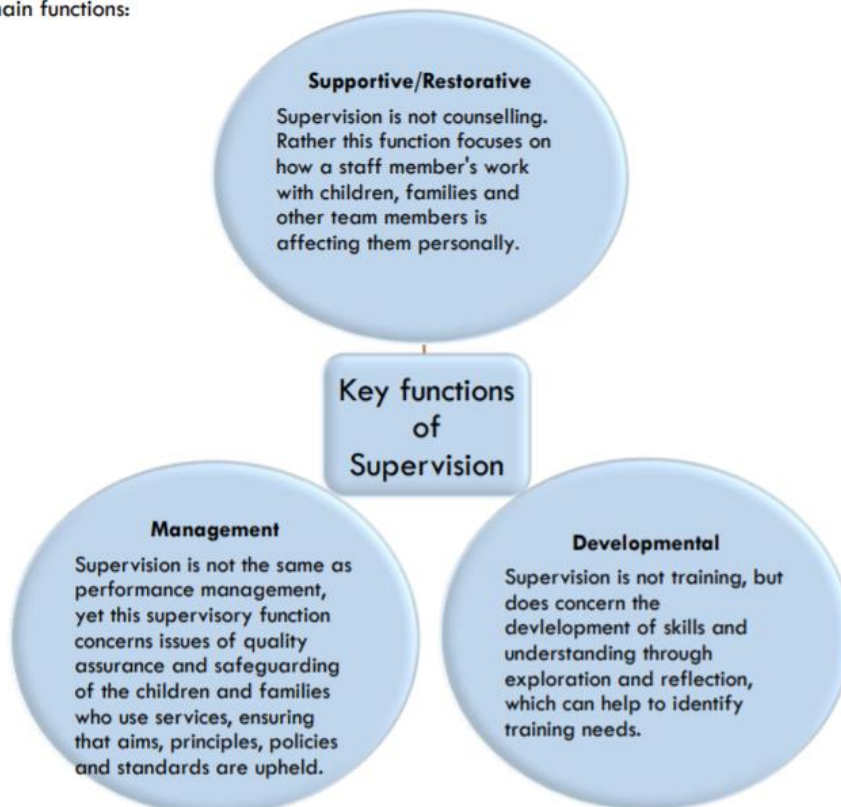 main functions:
Supportive/Restorative
Supervision is not counselling.
Rather this function focuses on
how a staff member's work
with children, families and
other team members is
affecting them personally.
Key functions
of
Supervision
Management
Supervision is not the same as
performance management,
yet this supervisory function
concerns issues of quality
assurance and safeguarding
of the children and families
who use services, ensuring
that aims, principles, policies
and standards are upheld.
Developmental
Supervision is not training, but
does concern the
devlelopment of skills and
understanding through
exploration and reflection,
which can help to identify
training needs.